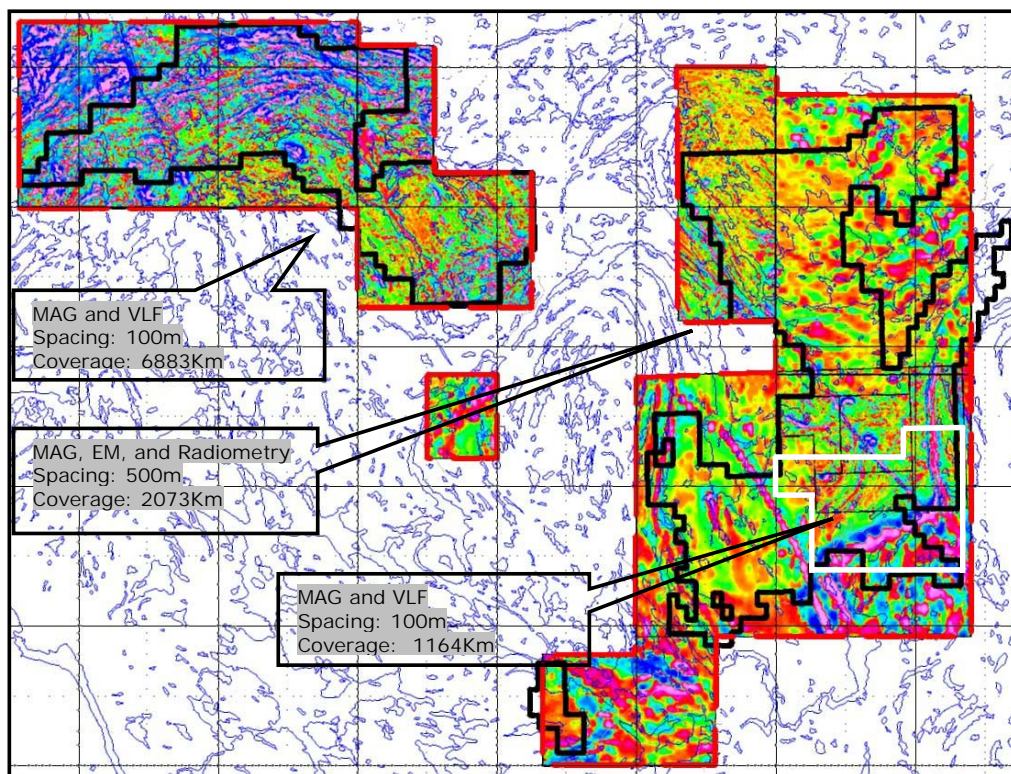 MAG and VLF
Spacing: 100m
Coverage: 6883Km
MAG, EM, and Radiometry
Spacing: 500m
Coverage: 2073Km
MAG and VLF
Spacing: 100m
Coverage: 1164Km